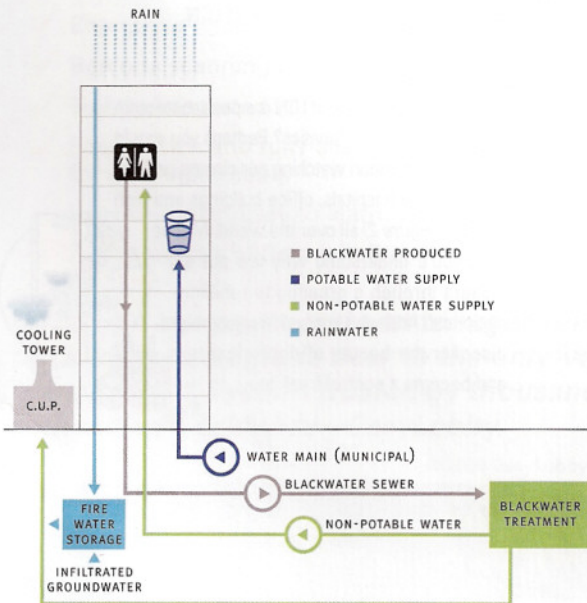 RAIN
BLACKWATER PRODUCED
POTABLE WATER SUPPLY
NON-POTABLE WATER SUPPLY
RAINWATER
COOLING
TOWER
C.U.P.
WATER MAIN (MUNICIPAL)
BLACKWATER SEWER
BLACKWATER
TREATMENT
NON-POTABLE WATER
FIRE
WATER
STORAGE
INFILTRATED
GROUNDWATER